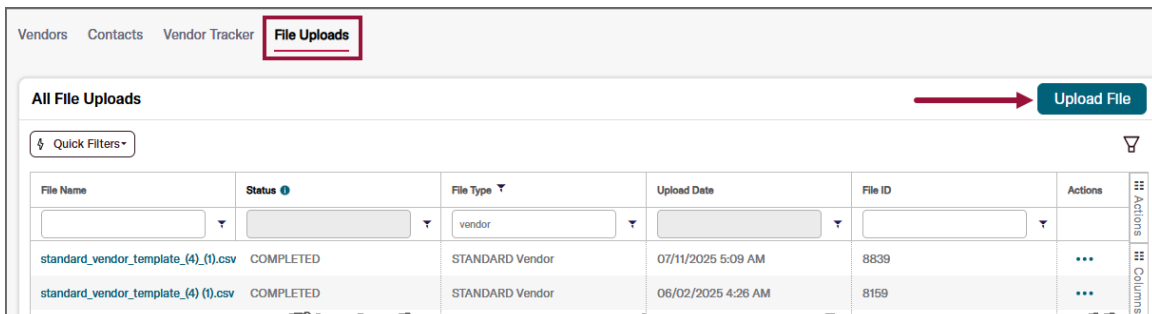 Vendors Contacts Vendor Tracker File Uploads
All File Uploads
Upload File
Quick Filters
File Name Status File Type Upload Date File ID Actions
vendor
standard_vendor_template_(4)_(1).csv COMPLETED STANDARD Vendor 07/11/2025 5:09 AM 8839
standard_vendor_template_(4) (1).csv COMPLETED STANDARD Vendor 06/02/2025 4:26 AM 8159
Actions
Columns